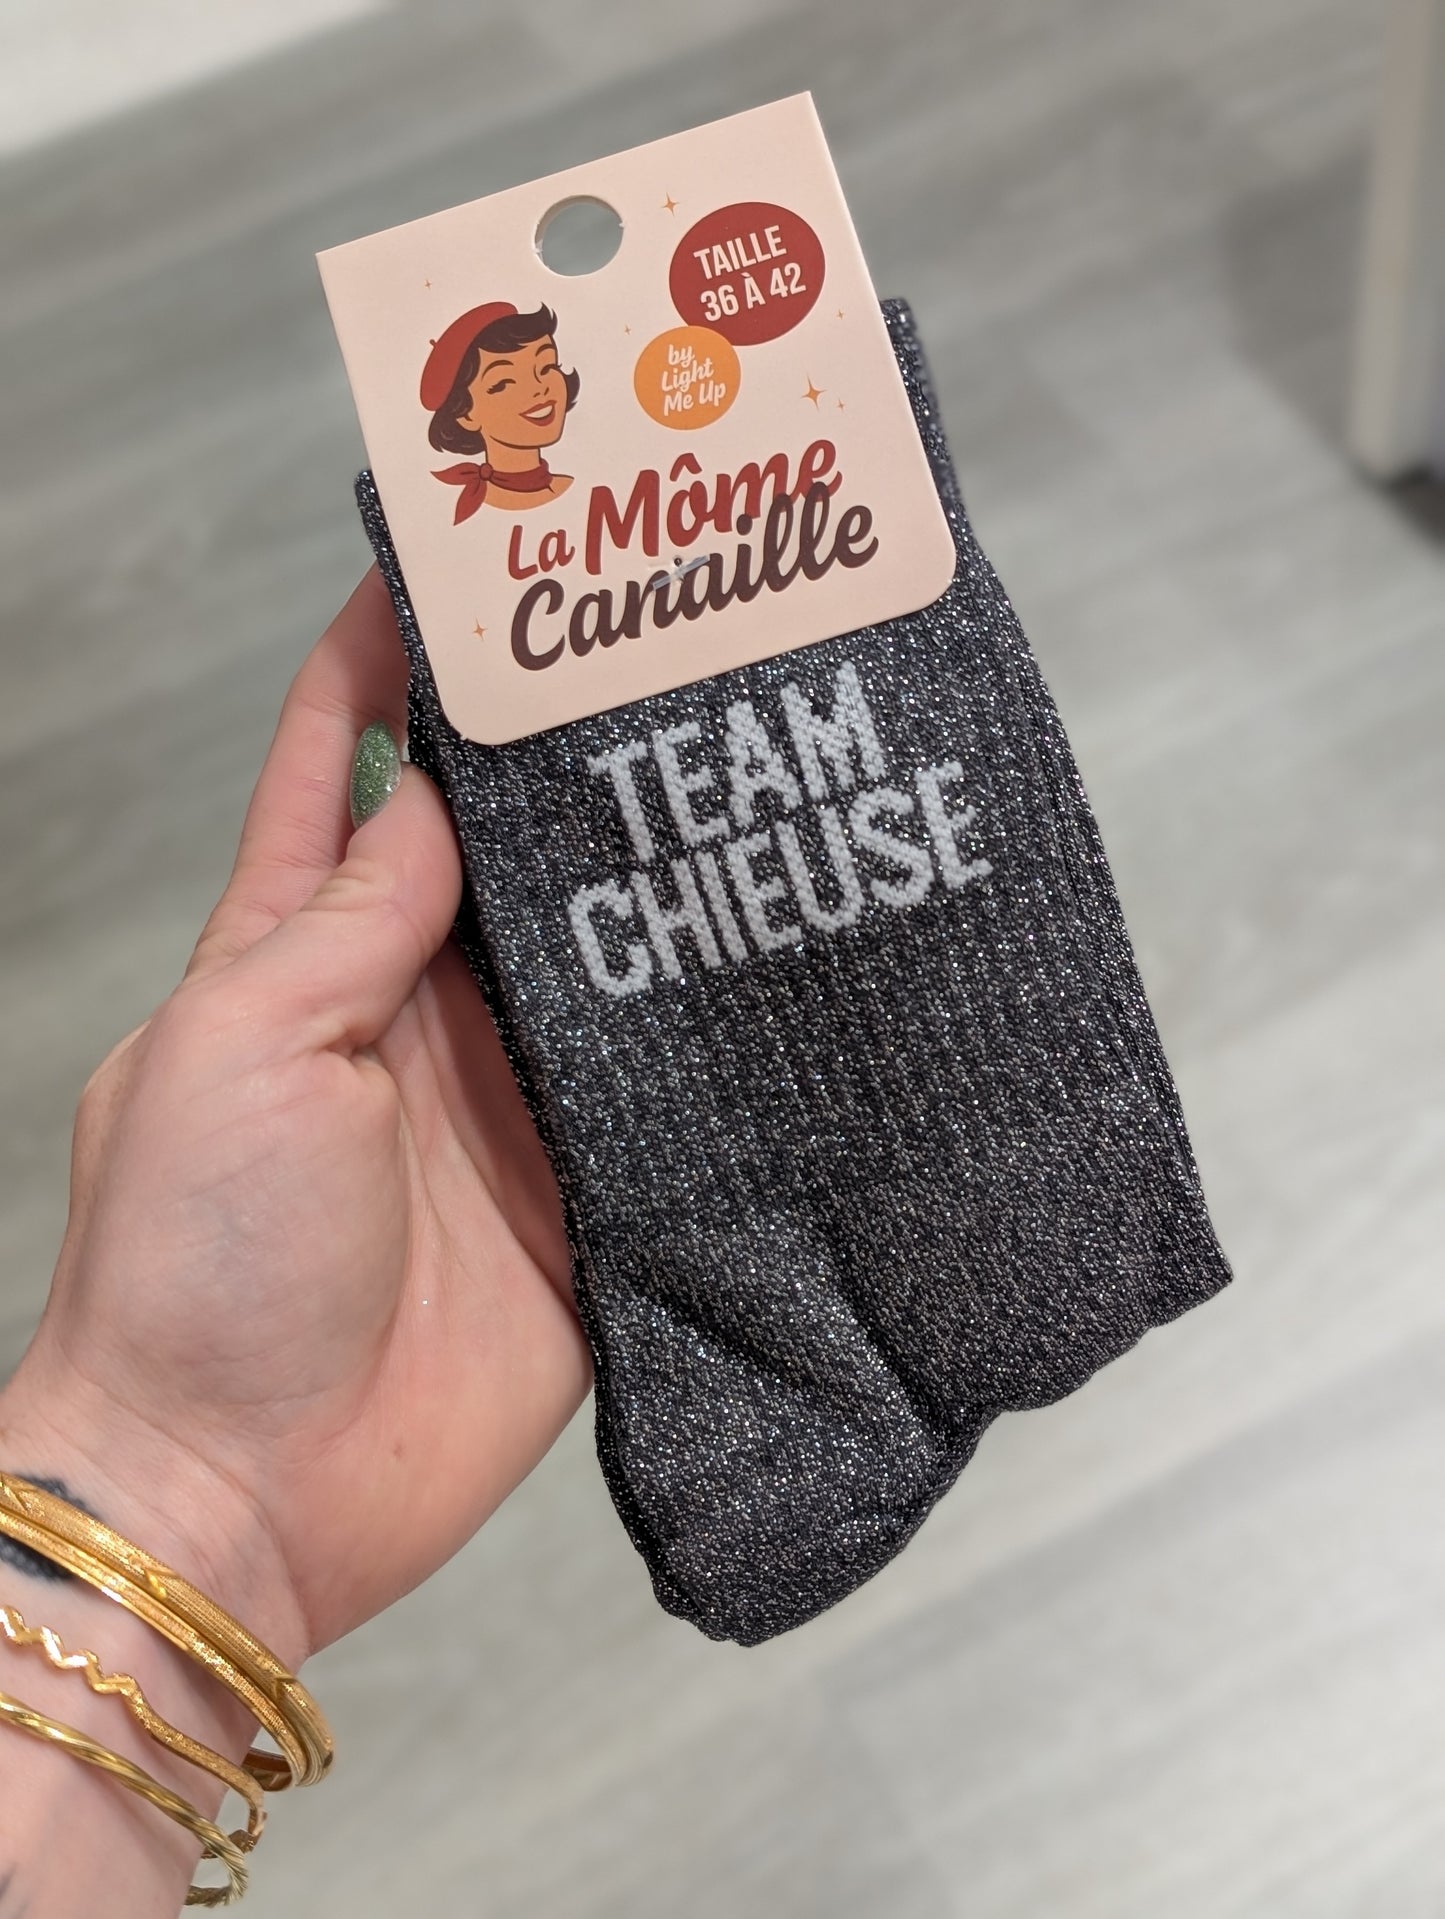 TAILLE
36 À 42
by
Light
Me Up
La Môme
Canaille
TEAM
CHIEUSE